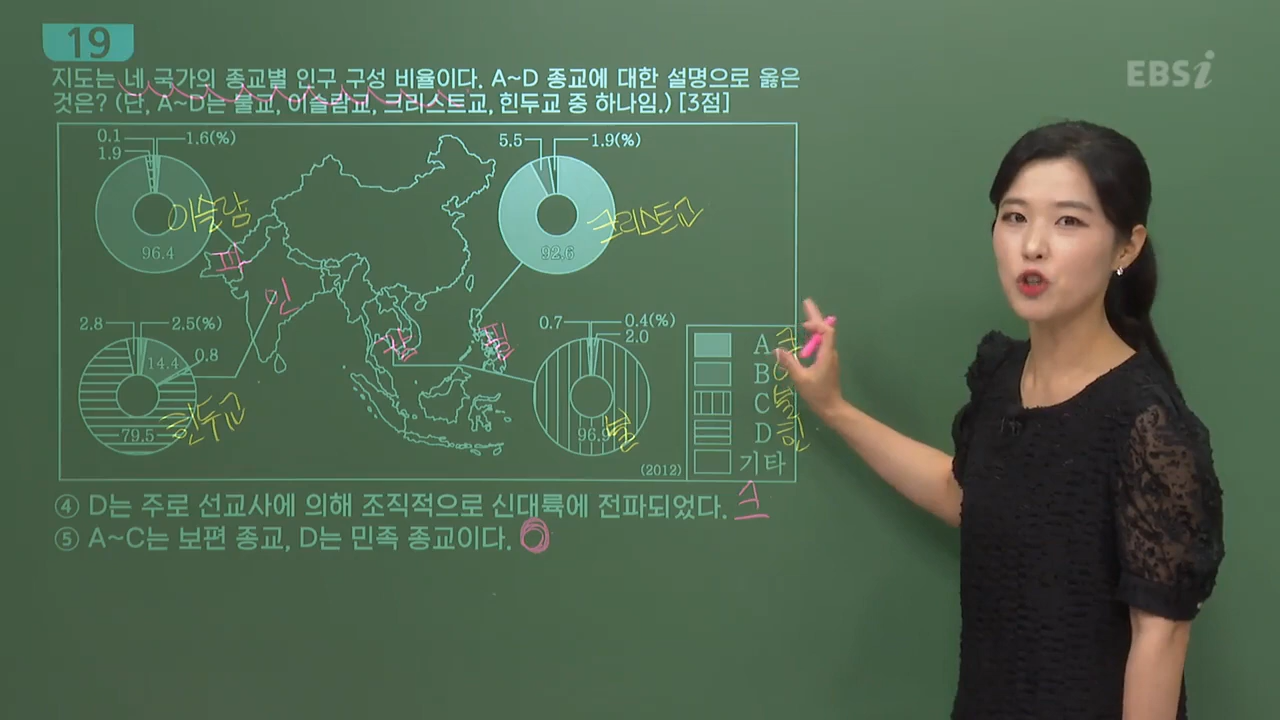 19
EBSi
지도는 네 국가의 종교별 인구 구성 비율이다. A~D 종교에 대한 설명으로 옳은
것은? (단, A~D는 불교, 이슬람교, 크리스트교, 힌두교 중 하나임.) [3점]
0.1
1.6(%)
1.9
이슬람
96.4
5.5
1.9(%)
크리스트교
92.6
파
인
필
2.8
2.5(%)
14.4
0.8
힌두교
79.5
0.7
0.4(%)
2.0
96.9
불
A 크
B 이
C 불
D 힌
기타
(2012)
④ D는 주로 선교사에 의해 조직적으로 신대륙에 전파되었다. 크
⑤ A~C는 보편 종교, D는 민족 종교이다.